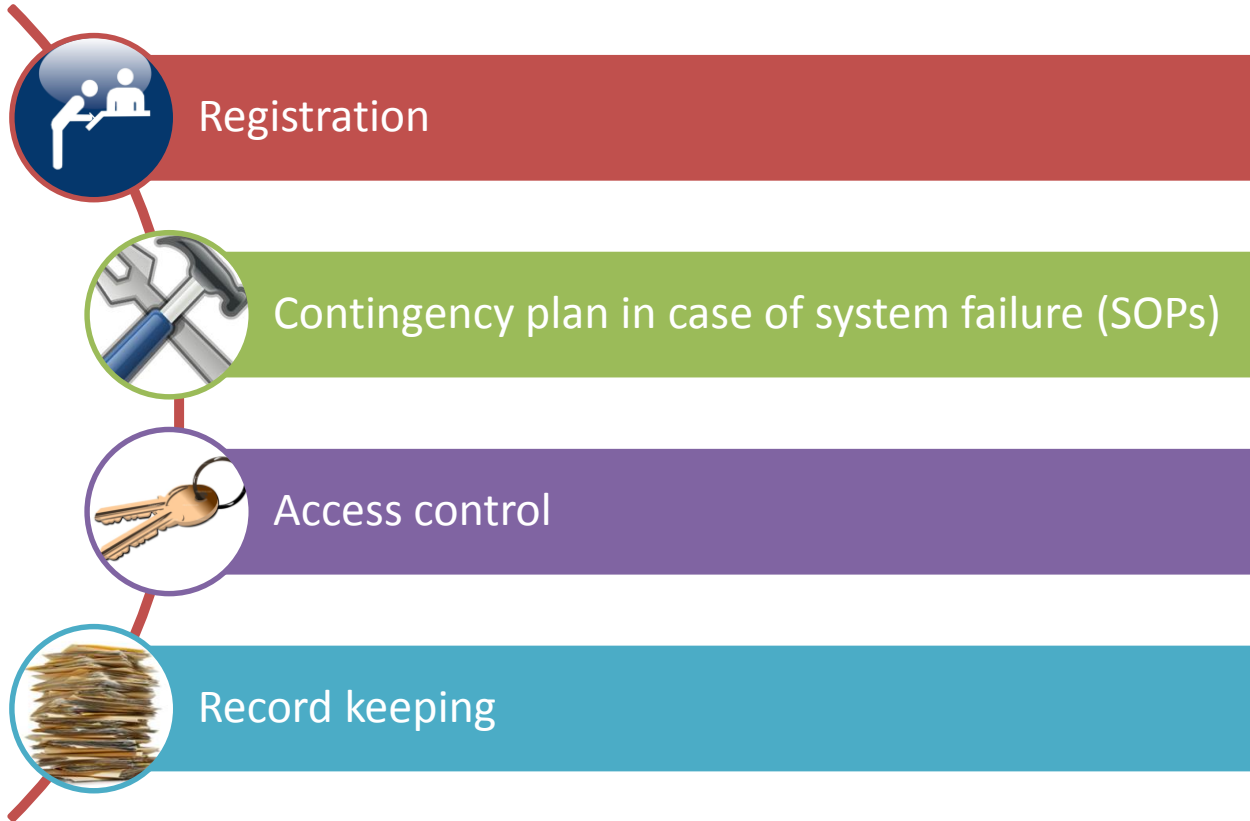 Registration
Contingency plan in case of system failure (SOPs)
Access control
Record keeping